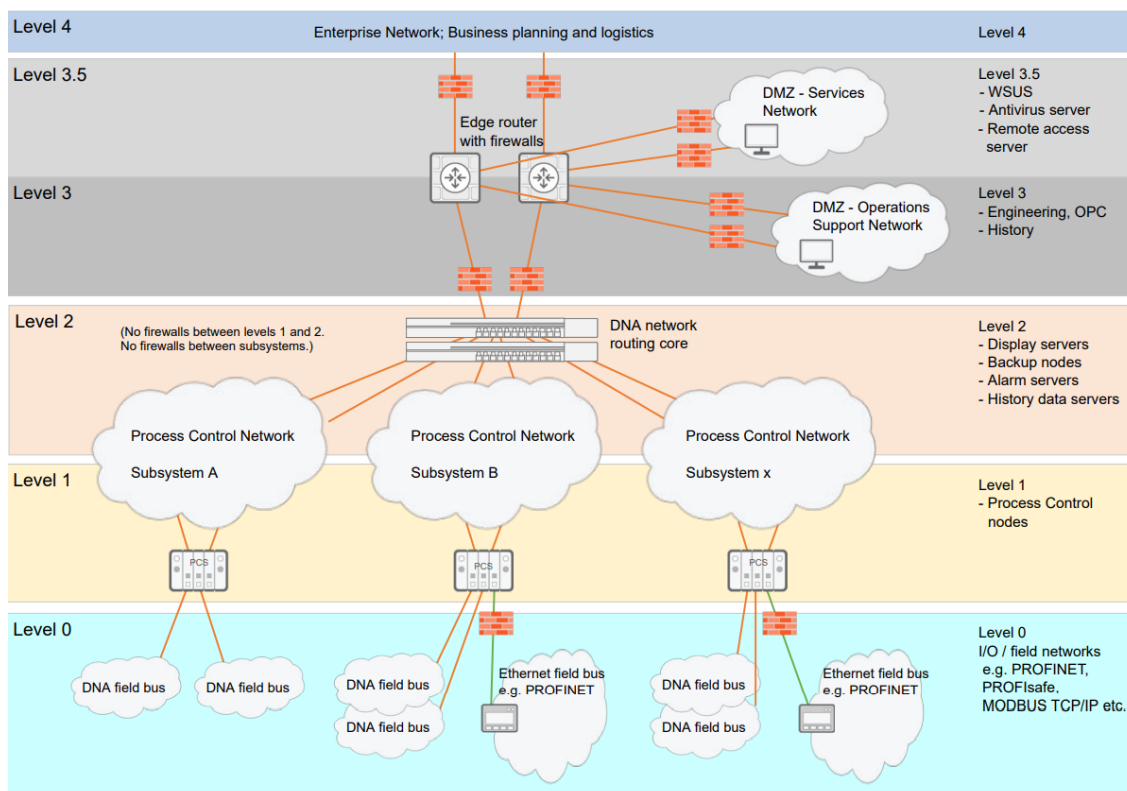 Level 4
Enterprise Network; Business planning and logistics
Level 4
Level 3.5
Level 3.5
- WSUS
- Antivirus server
- Remote access
server
DMZ - Services
Network
Edge router
with firewalls
Level 3
Level 3
- Engineering, OPC
- History
DMZ - Operations
Support Network
Level 2
(No firewalls between levels 1 and 2.
No firewalls between subsystems.)
DNA network
routing core
Level 2
- Display servers
- Backup nodes
- Alarm servers
- History data servers
Process Control Network
Subsystem A
Process Control Network
Subsystem B
Process Control Network
Subsystem x
Level 1
Level 1
- Process Control
nodes
PCS
PCS
PCS
Level 0
Level 0
I/O / field networks
e.g. PROFINET,
PROFIsafe,
MODBUS TCP/IP etc.
DNA field bus
DNA field bus
DNA field bus
DNA field bus
Ethernet field bus
e.g. PROFINET
DNA field bus
DNA field bus
Ethernet field bus
e.g. PROFINET